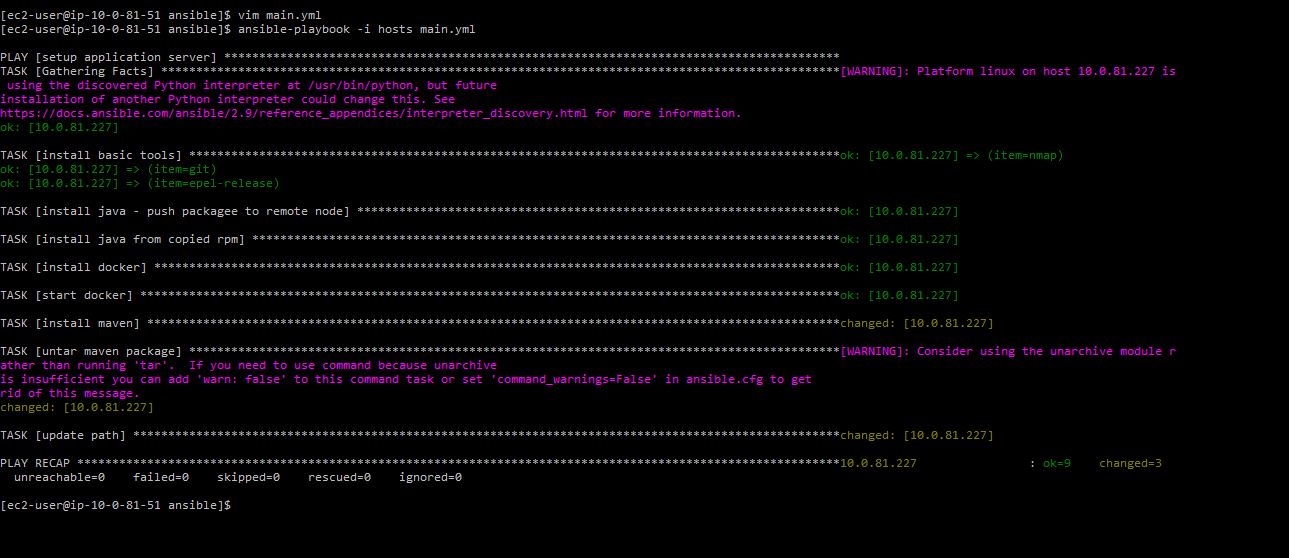 [ec2-user@ip-10-0-81-51 ansible]$ vim main.yml
[ec2-user@ip-10-0-81-51 ansible]$ ansible-playbook -i hosts main.yml
PLAY [setup application server] ****************************************************************************************
TASK [Gathering Facts] *************************************************************************************************[WARNING]: Platform linux on host 10.0.81.227 is
 using the discovered Python interpreter at /usr/bin/python, but future
installation of another Python interpreter could change this. See
https://docs.ansible.com/ansible/2.9/reference_appendices/interpreter_discovery.html for more information.
ok: [10.0.81.227]
TASK [install basic tools] *********************************************************************************************ok: [10.0.81.227] => (item=nmap)
ok: [10.0.81.227] => (item=git)
ok: [10.0.81.227] => (item=epel-release)
TASK [install java - push packagee to remote node] *********************************************************************ok: [10.0.81.227]
TASK [install java from copied rpm] ************************************************************************************ok: [10.0.81.227]
TASK [install docker] **************************************************************************************************ok: [10.0.81.227]
TASK [start docker] ****************************************************************************************************ok: [10.0.81.227]
TASK [install maven] ***************************************************************************************************changed: [10.0.81.227]
TASK [untar maven package] *********************************************************************************************[WARNING]: Consider using the unarchive module r
ather than running 'tar'.  If you need to use command because unarchive
is insufficient you can add 'warn: false' to this command task or set 'command_warnings=False' in ansible.cfg to get
rid of this message.
changed: [10.0.81.227]
TASK [update path] *****************************************************************************************************changed: [10.0.81.227]
PLAY RECAP *************************************************************************************************************10.0.81.227                : ok=9    changed=3
  unreachable=0    failed=0    skipped=0    rescued=0    ignored=0
[ec2-user@ip-10-0-81-51 ansible]$